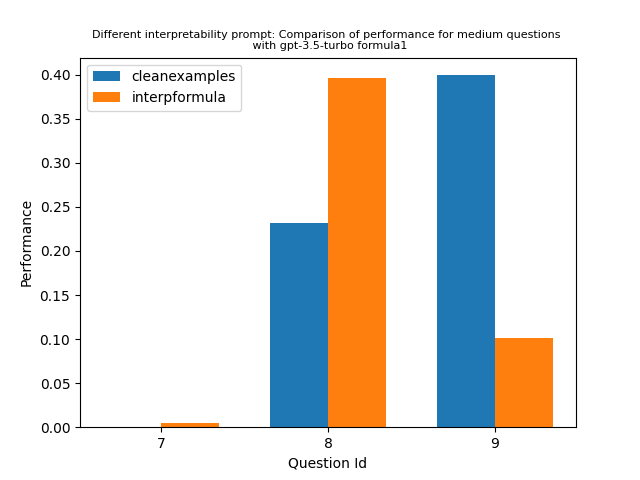 Different interpretability prompt: Comparison of performance for medium questions
with gpt-3.5-turbo formula1
cleanexamples
interpformula
0.40
0.35
0.30
0.25
0.20
0.15
0.10
0.05
0.00
Performance
7 8 9
Question Id